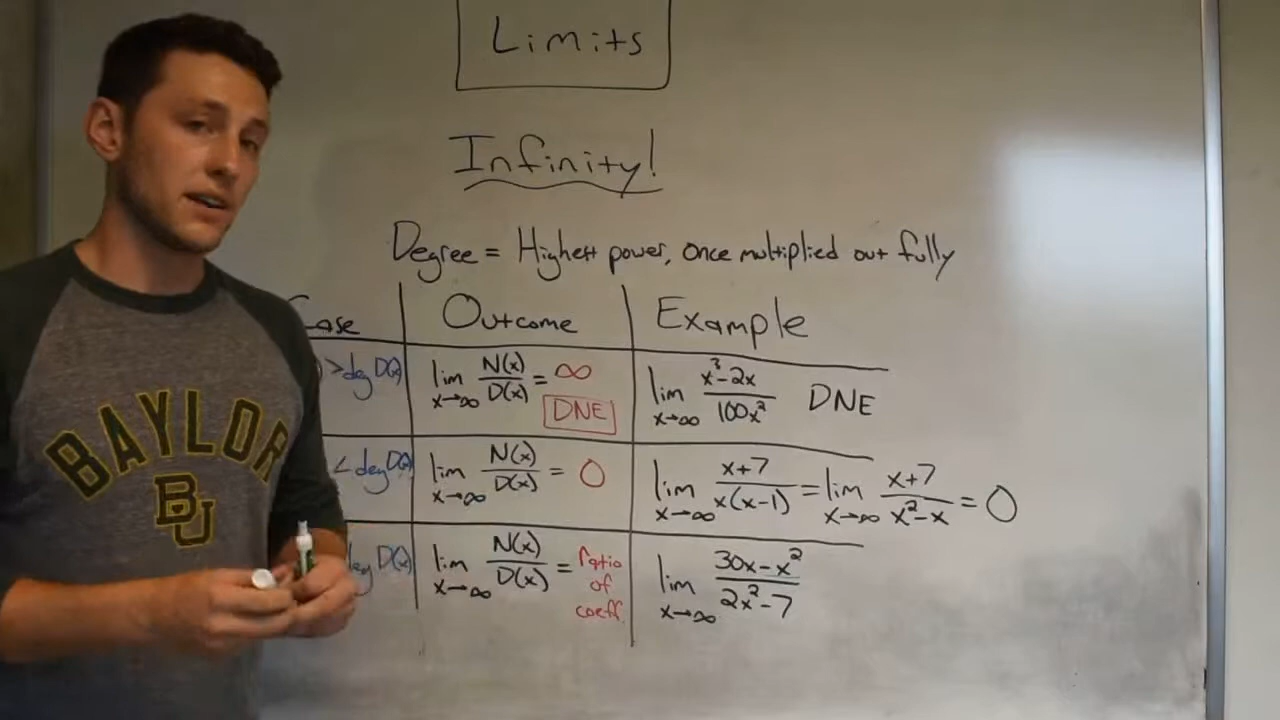 Limits
Infinity!
Degree = Highest power, once multiplied out fully
Case Outcome Example
> deg D(x) lim x→∞ N(x)/D(x) = ∞ DNE lim x→∞ x³-2x/100x² DNE
< deg D(x) lim x→∞ N(x)/D(x) = 0 lim x→∞ x+7/x(x-1) = lim x→∞ x+7/x²-x = 0
deg D(x) lim x→∞ N(x)/D(x) = ratio of coeff. lim x→∞ 30x-x²/2x²-7
BAYLOR
BU